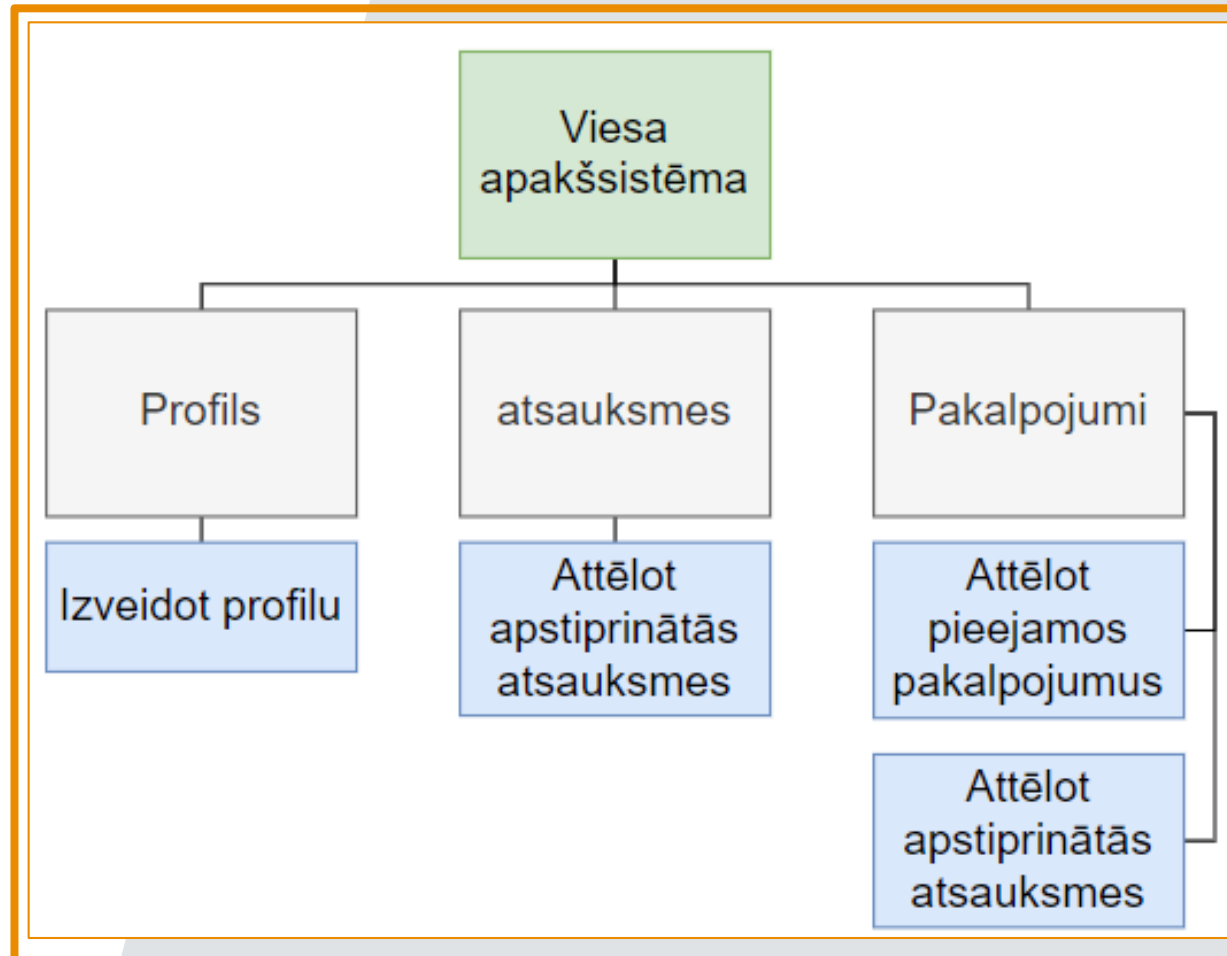 Viesa
apakšsistēma
Profils
atsauksmes
Pakalpojumi
Izveidot profilu
Attēlot
apstiprinātās
atsauksmes
Attēlot
pieejamos
pakalpojumus
Attēlot
apstiprinātās
atsauksmes